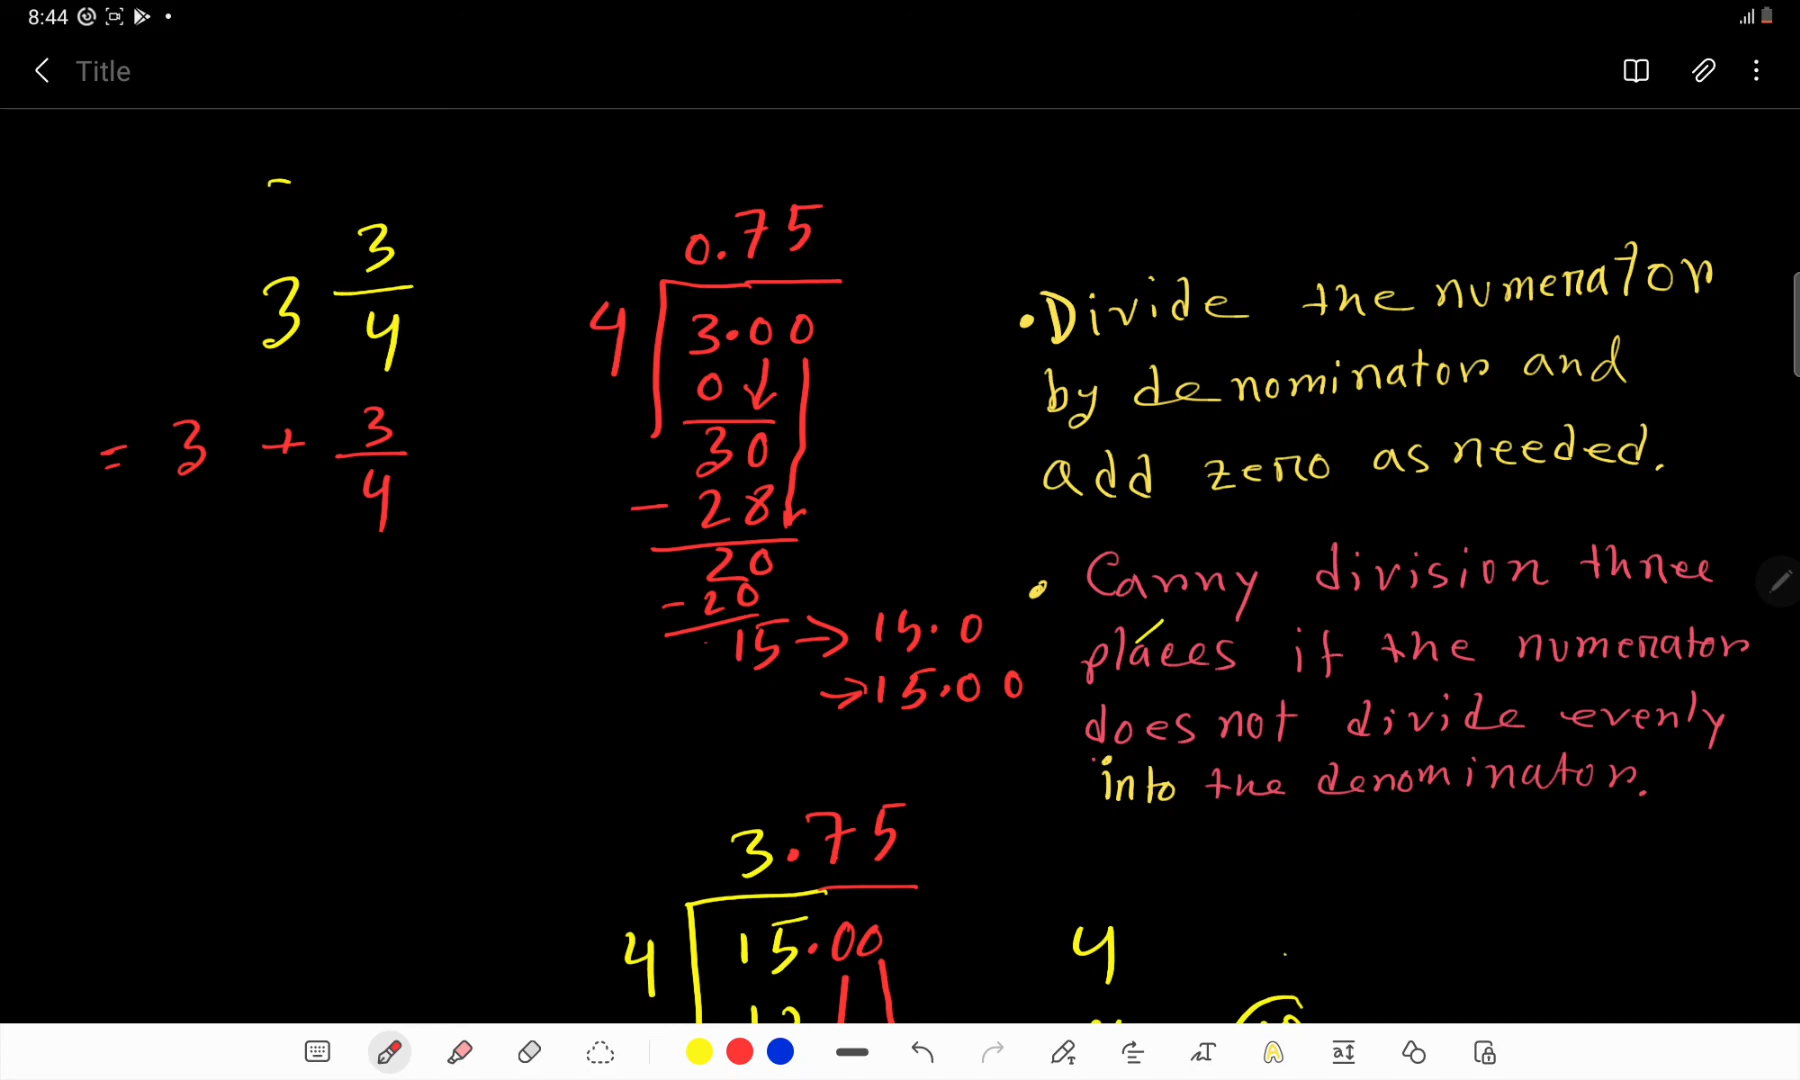 8:44
Title
3 3/4
= 3 + 3/4
0.75
4 3.00
0
30
- 28
20
- 20
15 → 15.0
→ 15.00
• Divide the numerator
by denominator and
add zero as needed.
• Carry division three
places if the numerator
does not divide evenly
into the denominator.
3.75
4 15.00
12
4